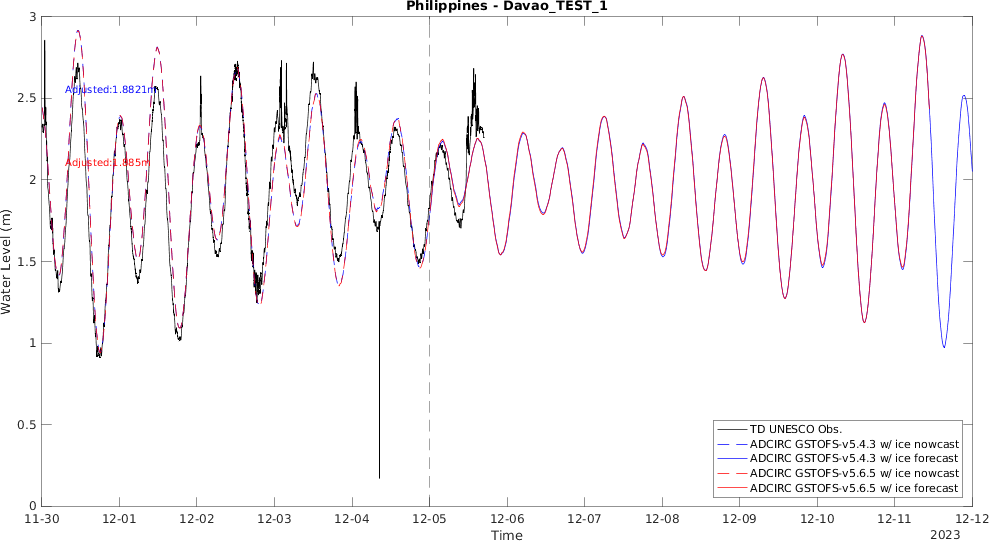 Philippines - Davao_TEST_1
Water Level (m)
3
2.5
2
1.5
1
0.5
0
Adjusted:1.8821m
Adjusted:1.885m
TD UNESCO Obs.
ADCIRC GSTOFS-v5.4.3 w/ ice nowcast
ADCIRC GSTOFS-v5.4.3 w/ ice forecast
ADCIRC GSTOFS-v5.6.5 w/ ice nowcast
ADCIRC GSTOFS-v5.6.5 w/ ice forecast
11-30 12-01 12-02 12-03 12-04 12-05 12-06 12-07 12-08 12-09 12-10 12-11 12-12
Time
2023